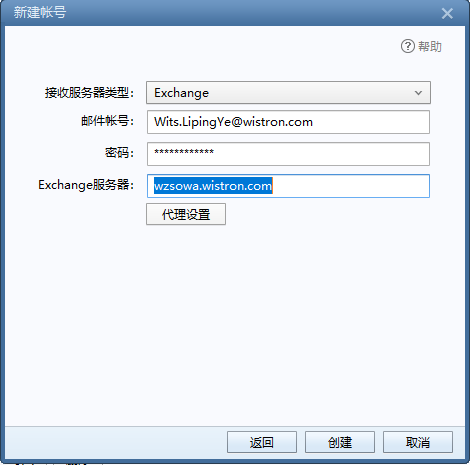 新建帐号
帮助
接收服务器类型: Exchange
邮件帐号: Wits.LipingYe@wistron.com
密码: ************
Exchange服务器: wzsowa.wistron.com
代理设置
返回 创建 取消